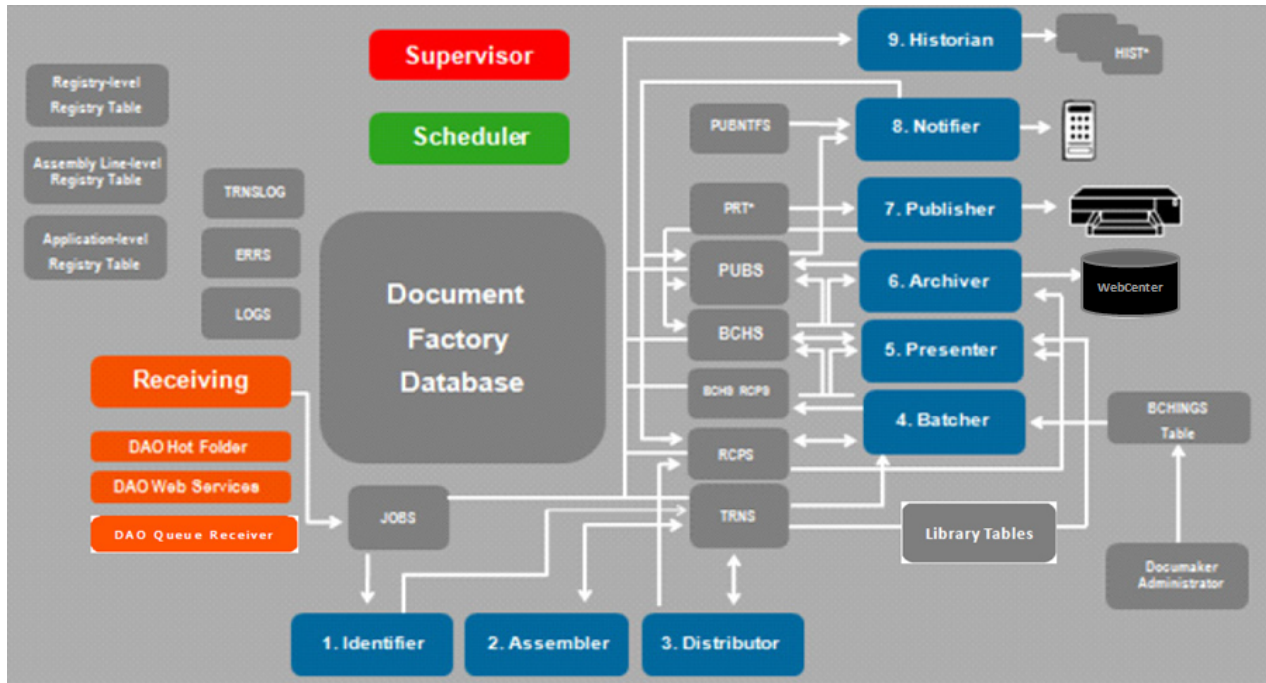 9. Historian
HIST*
Supervisor
Registry-level
Registry Table
PUBNTFS
8. Notifier
Scheduler
Assembly Line-level
Registry Table
TRNSLOG
PRT*
7. Publisher
Application-level
Registry Table
ERRS
PUBS
6. Archiver
WebCenter
LOGS
Document
Factory
Database
BCHS
5. Presenter
Receiving
BCHS RCPS
4. Batcher
BCHINGS
Table
DAO Hot Folder
RCPS
DAO Web Services
JOBS
TRNS
DAO Queue Receiver
Library Tables
Documaker
Administrator
1. Identifier
2. Assembler
3. Distributor